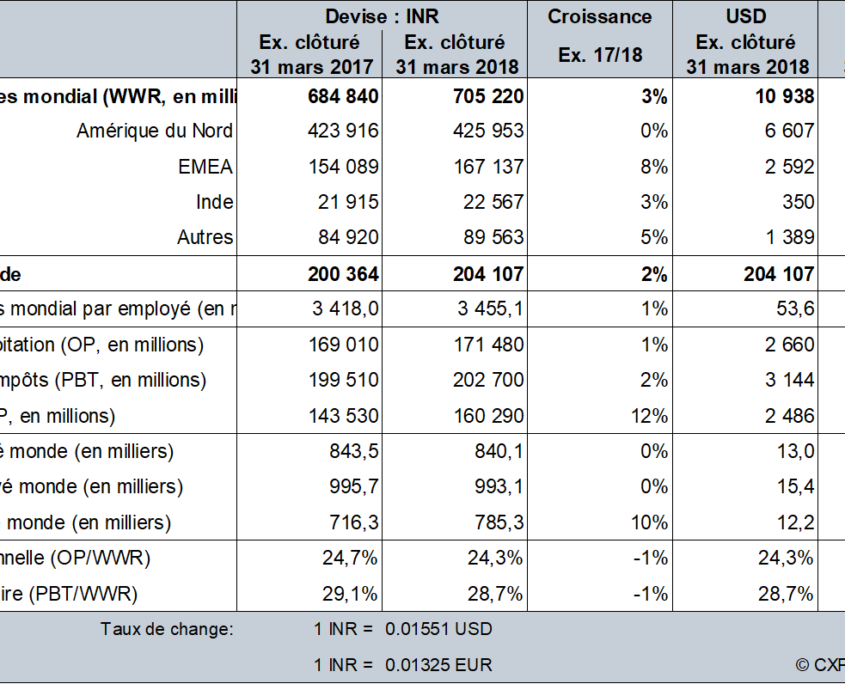 Devise : INR Croissance USD
Ex. clôturé Ex. clôturé Ex. 17/18 Ex. clôturé
31 mars 2017 31 mars 2018 31 mars 2018
es mondial (WWR, en milli 684 840 705 220 3% 10 938
Amérique du Nord 423 916 425 953 0% 6 607
EMEA 154 089 167 137 8% 2 592
Inde 21 915 22 567 3% 350
Autres 84 920 89 563 5% 1 389
de 200 364 204 107 2% 204 107
s mondial par employé (en r 3 418,0 3 455,1 1% 53,6
oitation (OP, en millions) 169 010 171 480 1% 2 660
mpôts (PBT, en millions) 199 510 202 700 2% 3 144
P, en millions) 143 530 160 290 12% 2 486
é monde (en milliers) 843,5 840,1 0% 13,0
yé monde (en milliers) 995,7 993,1 0% 15,4
monde (en milliers) 716,3 785,3 10% 12,2
nnelle (OP/WWR) 24,7% 24,3% -1% 24,3%
ire (PBT/WWR) 29,1% 28,7% -1% 28,7%
Taux de change: 1 INR = 0.01551 USD
1 INR = 0.01325 EUR © CXP